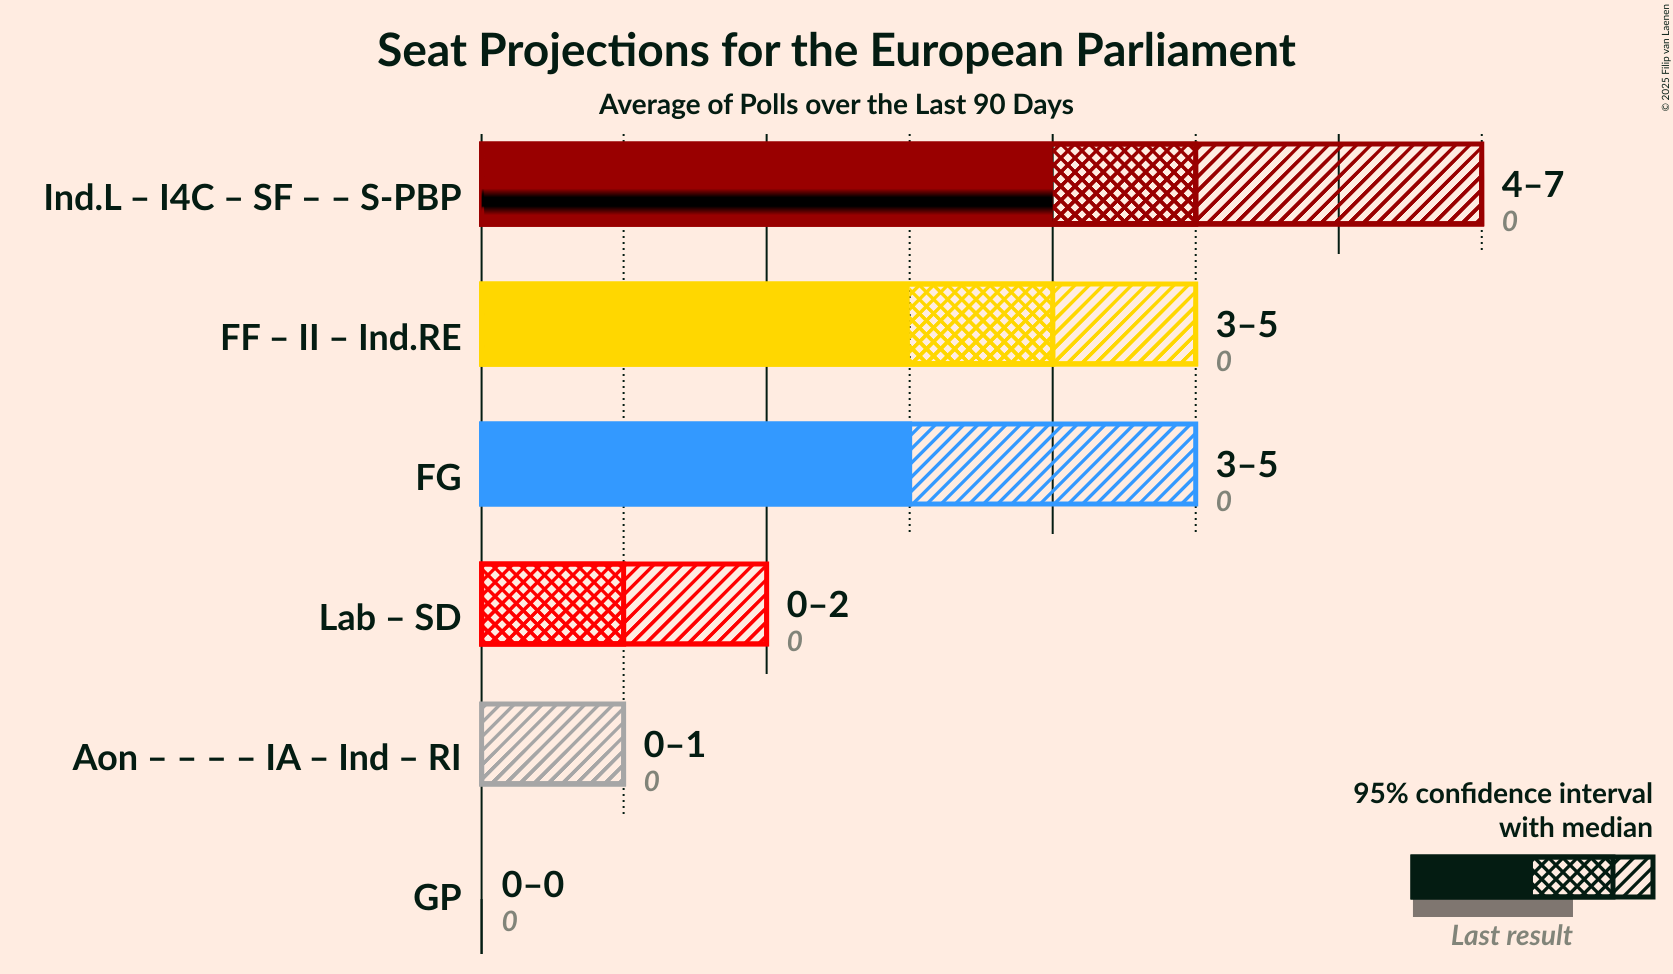 Seat Projections for the European Parliament
Average of Polls over the Last 90 Days
© 2025 Filip van Laenen
Ind.L – I4C – SF – – S-PBP
4–7
0
FF – II – Ind.RE
3–5
0
FG
3–5
0
Lab – SD
0–2
0
Aon – – – – IA – Ind – RI
0–1
0
GP
0–0
0
95% confidence interval
with median
Last result